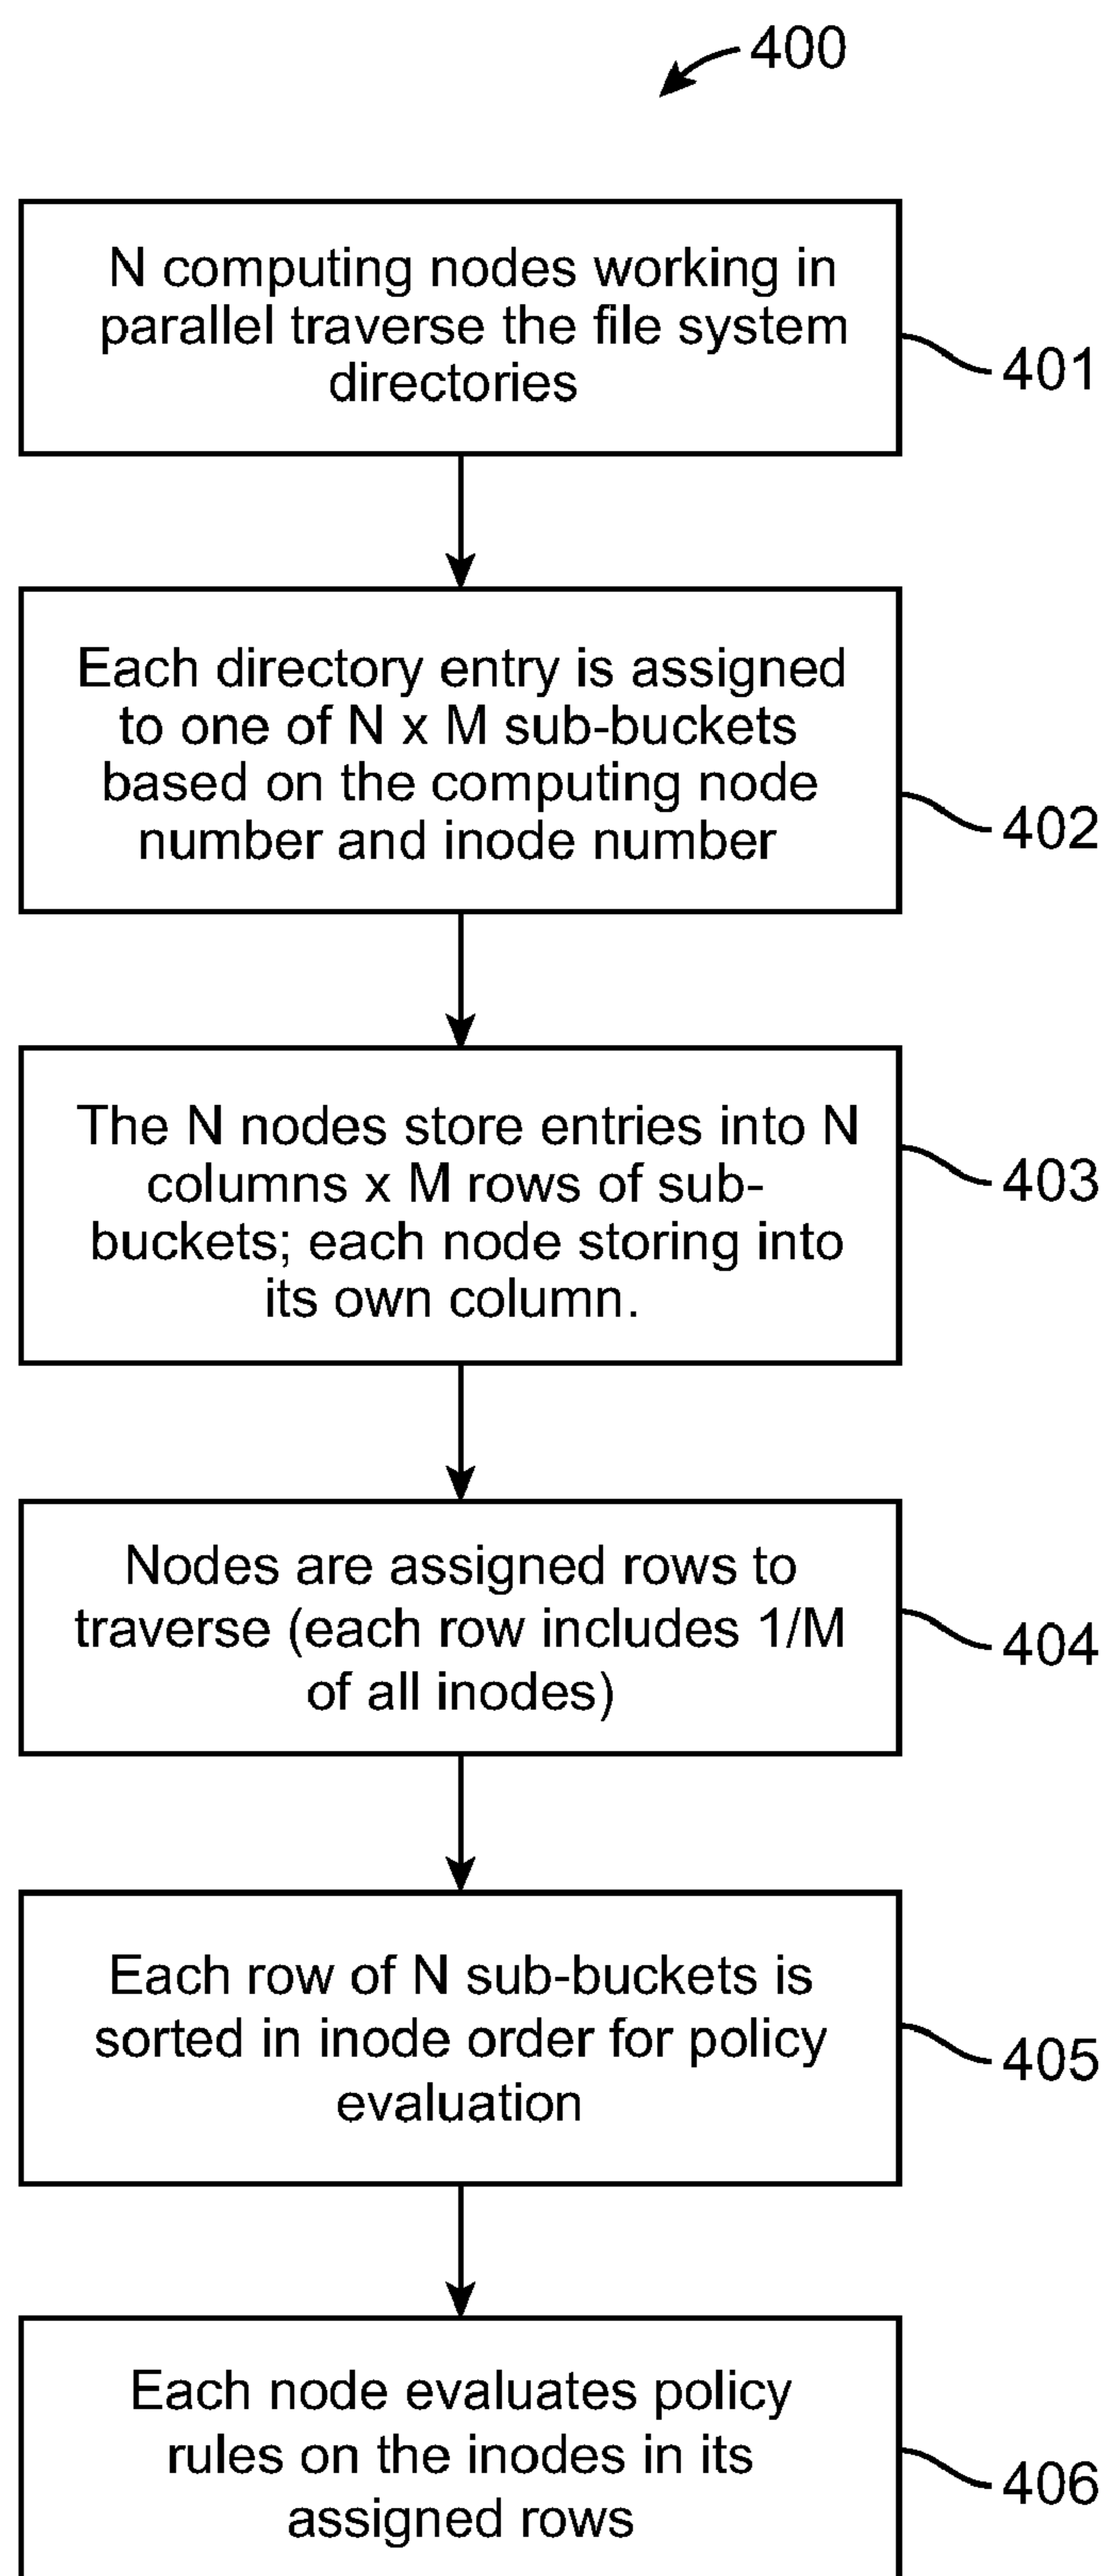 400
N computing nodes working in
parallel traverse the file system
directories
401
Each directory entry is assigned
to one of N x M sub-buckets
based on the computing node
number and inode number
402
The N nodes store entries into N
columns x M rows of sub-
buckets; each node storing into
its own column.
403
Nodes are assigned rows to
traverse (each row includes 1/M
of all inodes)
404
Each row of N sub-buckets is
sorted in inode order for policy
evaluation
405
Each node evaluates policy
rules on the inodes in its
assigned rows
406